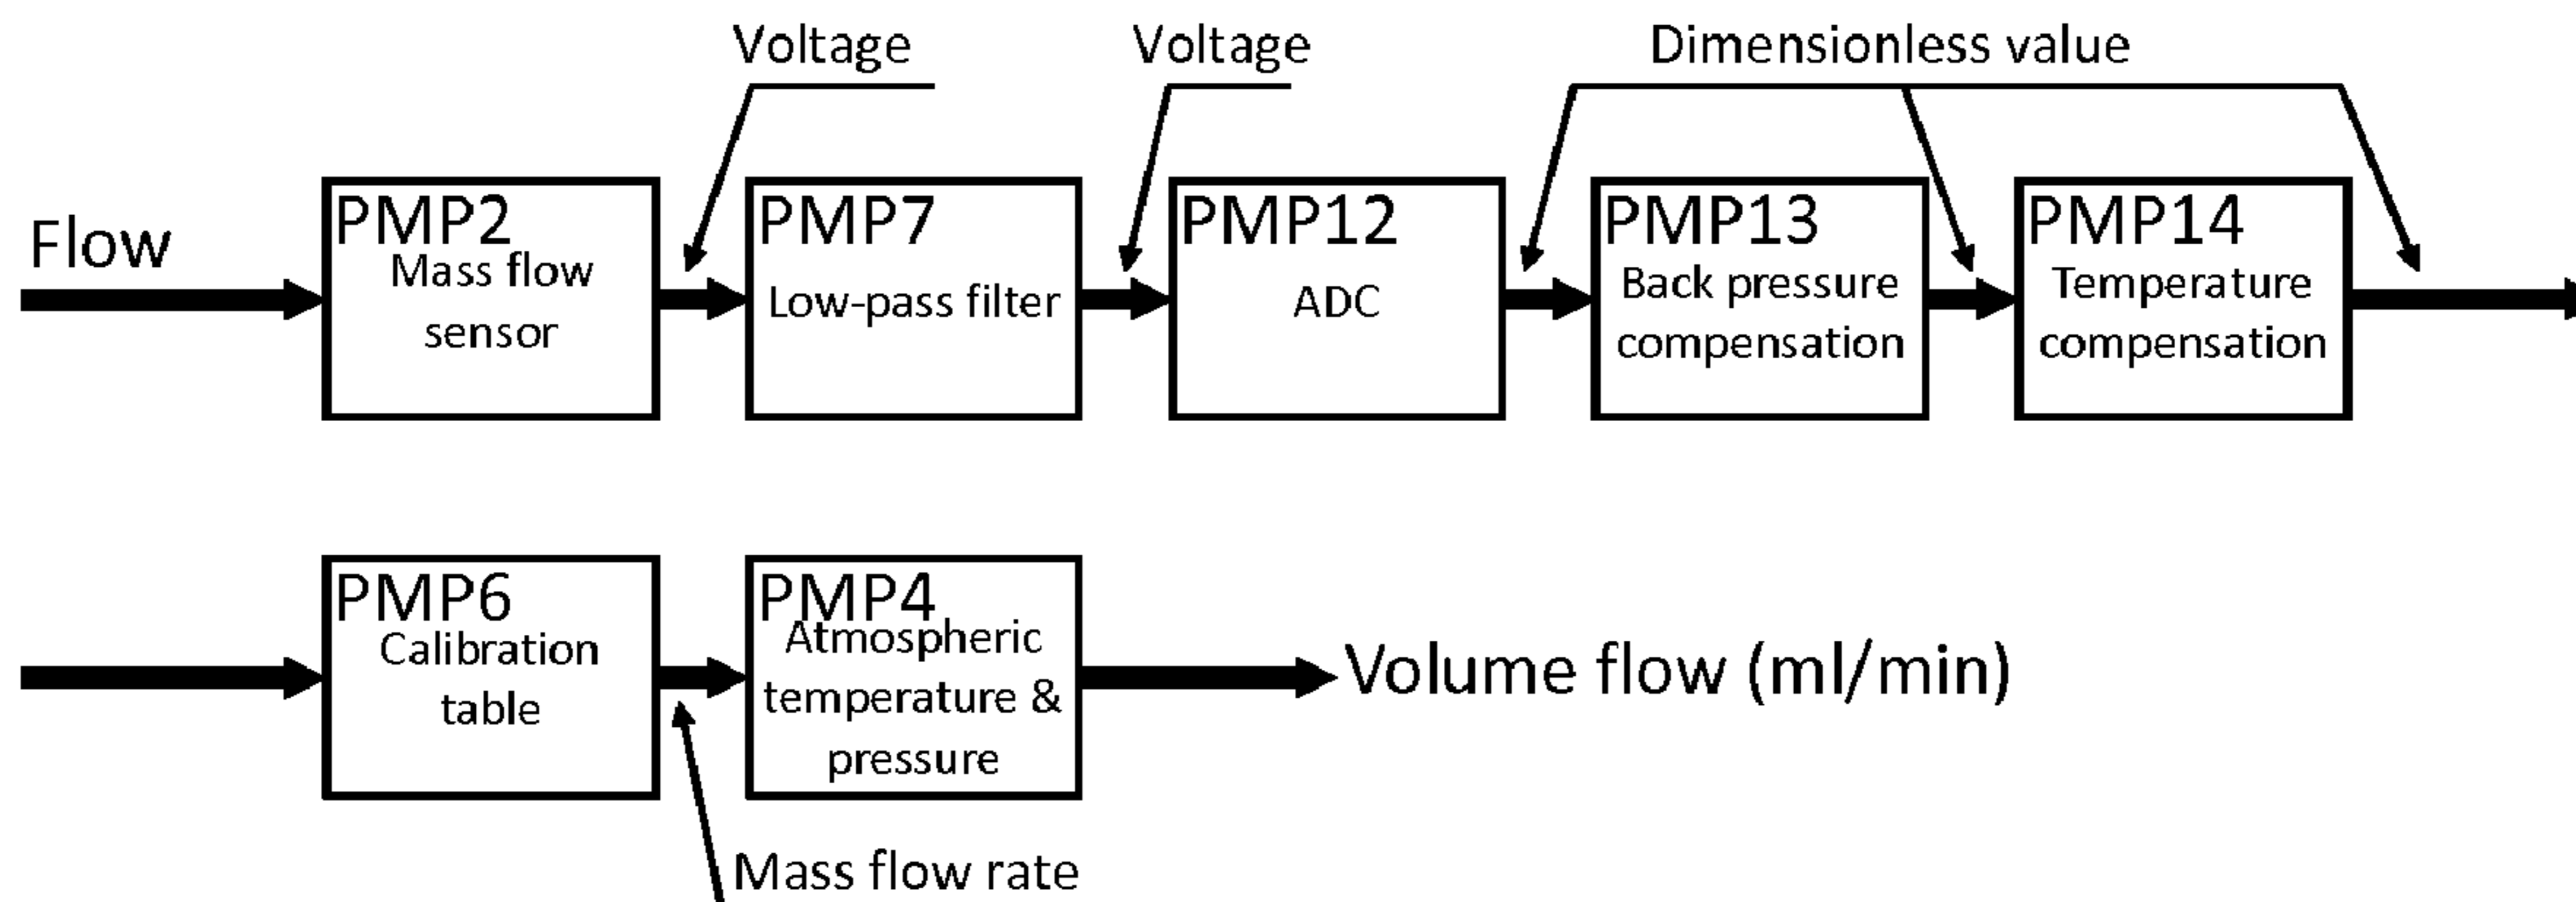 Voltage
Voltage
Dimensionless value
Flow
PMP2
Mass flow
sensor
PMP7
Low-pass filter
PMP12
ADC
PMP13
Back pressure
compensation
PMP14
Temperature
compensation
PMP6
Calibration
table
PMP4
Atmospheric
temperature &
pressure
Volume flow (ml/min)
Mass flow rate